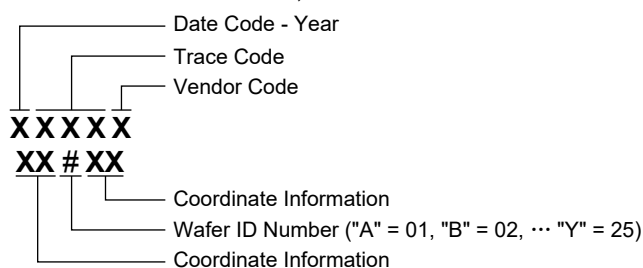 Date Code - Year
Trace Code
Vendor Code
XXXXX
XX # XX
Coordinate Information
Wafer ID Number ("A" = 01, "B" = 02, ··· "Y" = 25)
Coordinate Information